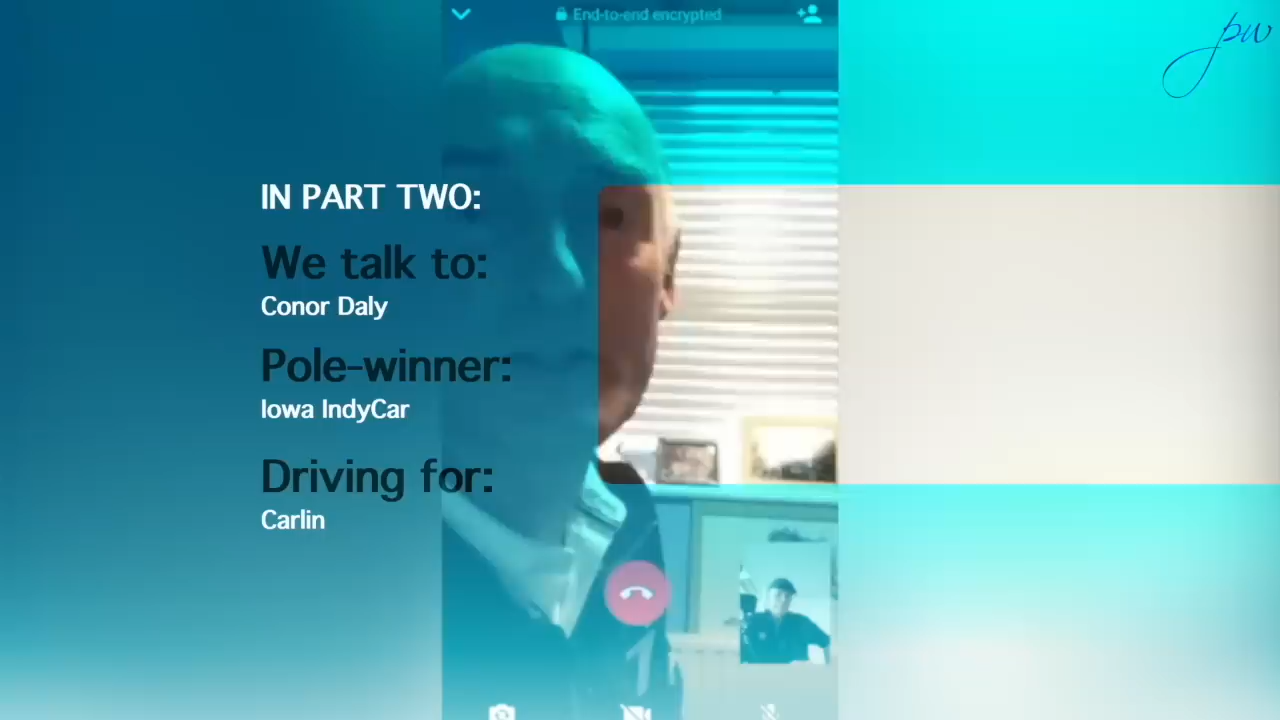 End-to-end encrypted
pw
IN PART TWO:
We talk to:
Conor Daly
Pole-winner:
Iowa IndyCar
Driving for:
Carlin